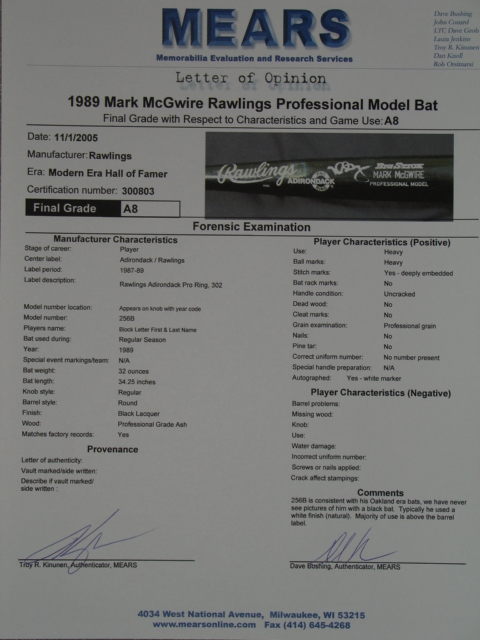 MEARS
Memorabilia Evaluation and Research Services
Dave Bushing
John
LTC Dave
Laura
Troy R. Kinunen
Dan Knoll
Bob
Letter of Opinion
1989 Mark McGwire Rawlings Professional Model Bat
Final Grade with Respect to Characteristics and Game Use: A8
Date: 11/1/2005
Manufacturer: Rawlings
Era: Modern Era Hall of Famer
Certification number: 300803
Final Grade A8
Rawlings
ADIRONDACK
BIG STICK
MARK McGWIRE
PROFESSIONAL MODEL
Forensic Examination
Manufacturer Characteristics
Stage of career: Player
Center label: Adirondack / Rawlings
Label period: 1987-89
Label description: Rawlings Adirondack Pro Ring, 302
Model number location: Appears on knob with year code
Model number: 256B
Players name: Block Letter First & Last Name
Bat used during: Regular Season
Year: 1989
Special event markings/team: N/A
Bat weight: 32 ounces
Bat length: 34.25 inches
Knob style: Regular
Barrel style: Round
Finish: Black Lacquer
Wood: Professional Grade Ash
Matches factory records: Yes
Provenance
Letter of authenticity:
Vault marked/side written:
Describe if vault marked/
side written :
Player Characteristics (Positive)
Use: Heavy
Ball marks: Heavy
Stitch marks: Yes - deeply embedded
Bat rack marks: No
Handle condition: Uncracked
Dead wood: No
Cleat marks: No
Grain examination: Professional grain
Nails: No
Pine tar: No
Correct uniform number: No number present
Special handle preparation: N/A
Autographed: Yes - white marker
Player Characteristics (Negative)
Barrel problems:
Missing wood:
Knob:
Use:
Water damage:
Incorrect uniform number:
Screws or nails applied:
Crack affect stampings:
Comments
256B is consistent with his Oakland era bats, we have never
see pictures of him with a black bat. Typically he used a
white finish (natural). Majority of use is above the barrel
label.
Troy R. Kinunen, Authenticator, MEARS
Dave Bushing, Authenticator, MEARS
4034 West National Avenue, Milwaukee, WI 53215
www.mearsonline.com Fax (414) 645-4268